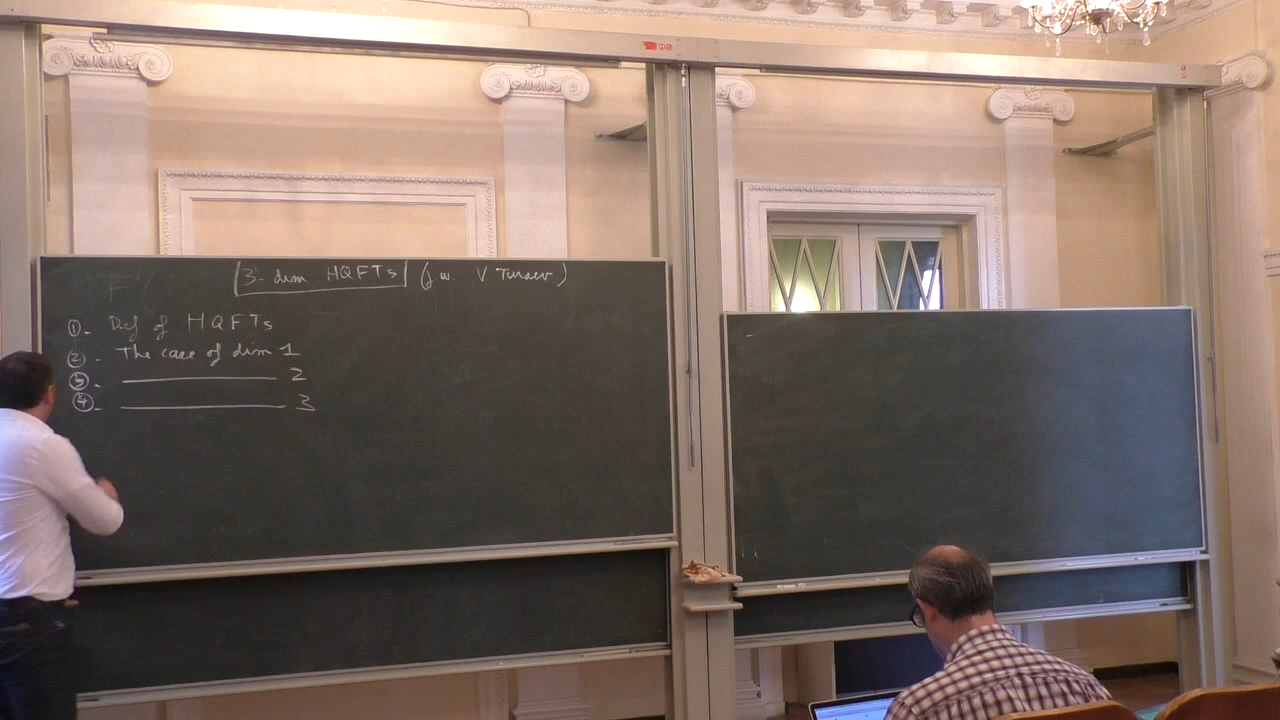 3-dim HQFTs (j.w. V Turaev)
①- Def of HQFTs
②- The case of dim 1
③- ———— 2
④- ———— 3